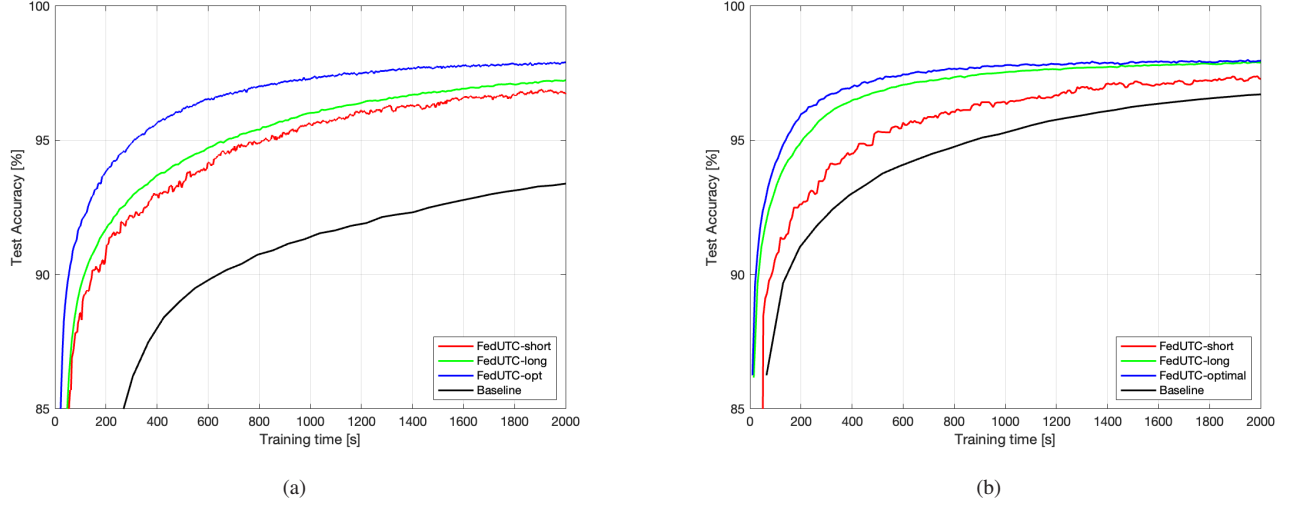 100
95
90
85
Test Accuracy [%]
0 200 400 600 800 1000 1200 1400 1600 1800 2000
Training time [s]
FedUTC-short
FedUTC-long
FedUTC-opt
Baseline
(a)
100
95
90
85
Test Accuracy [%]
0 200 400 600 800 1000 1200 1400 1600 1800 2000
Training time [s]
FedUTC-short
FedUTC-long
FedUTC-optimal
Baseline
(b)